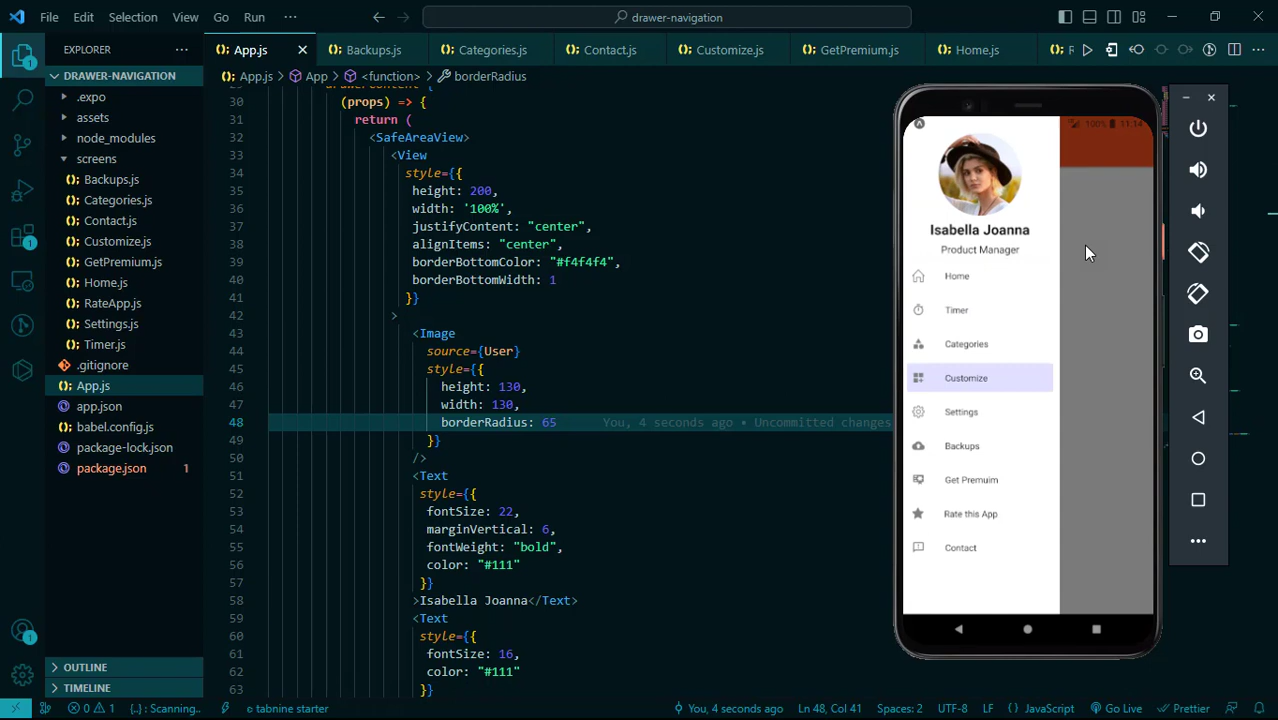 File Edit Selection View Go Run ··· drawer-navigation
EXPLORER ···
App.js Backups.js Categories.js Contact.js Customize.js GetPremium.js Home.js
DRAWER-NAVIGATION
App.js > App > <function> > borderRadius
.expo
assets
node_modules
screens
Backups.js
Categories.js
Contact.js
Customize.js
GetPremium.js
Home.js
RateApp.js
Settings.js
Timer.js
.gitignore
App.js
app.json
babel.config.js
package-lock.json
package.json 1
OUTLINE
TIMELINE
30 (props) => {
31 return (
32 <SafeAreaView>
33 <View
34 style={{
35 height: 200,
36 width: '100%',
37 justifyContent: "center",
38 alignItems: "center",
39 borderBottomColor: "#f4f4f4",
40 borderBottomWidth: 1
41 }}
42 >
43 <Image
44 source={User}
45 style={{
46 height: 130,
47 width: 130,
48 borderRadius: 65 You, 4 seconds ago • Uncommitted changes
49 }}
50 />
51 <Text
52 style={{
53 fontSize: 22,
54 marginVertical: 6,
55 fontWeight: "bold",
56 color: "#111"
57 }}
58 >Isabella Joanna</Text>
59 <Text
60 style={{
61 fontSize: 16,
62 color: "#111"
63 }}
100% 11:14
Isabella Joanna
Product Manager
Home
Timer
Categories
Customize
Settings
Backups
Get Premuim
Rate this App
Contact
0 1 {..} : Scanning.. tabnine starter You, 4 seconds ago Ln 48, Col 41 Spaces: 2 UTF-8 LF {} JavaScript Go Live Prettier